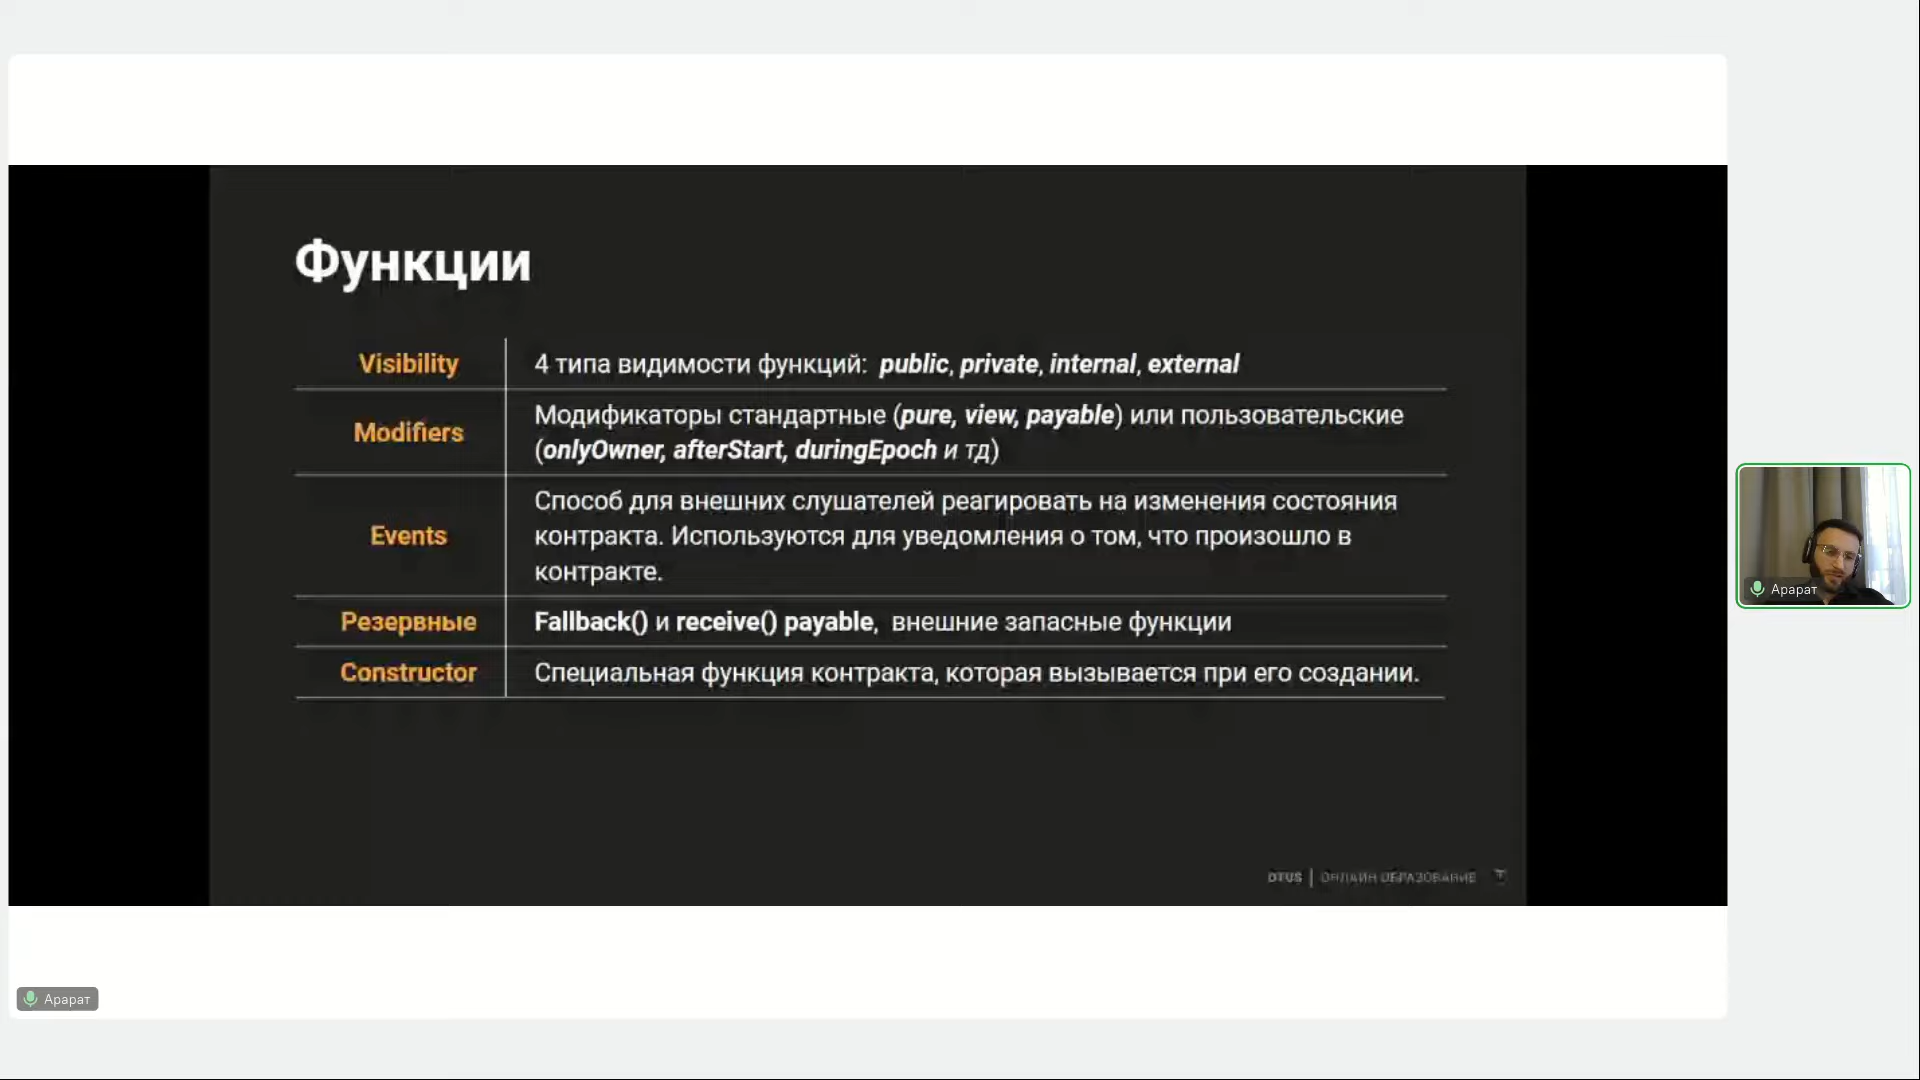 Функции
Visibility
4 типа видимости функций: public, private, internal, external
Modifiers
Модификаторы стандартные (pure, view, payable) или пользовательские
(onlyOwner, afterStart, duringEpoch и тд)
Events
Способ для внешних слушателей реагировать на изменения состояния
контракта. Используются для уведомления о том, что произошло в
контракте.
Резервные
Fallback() и receive() payable, внешние запасные функции
Constructor
Специальная функция контракта, которая вызывается при его создании.
OTUS | ОНЛАЙН ОБРАЗОВАНИЕ
Арарат
Арарат